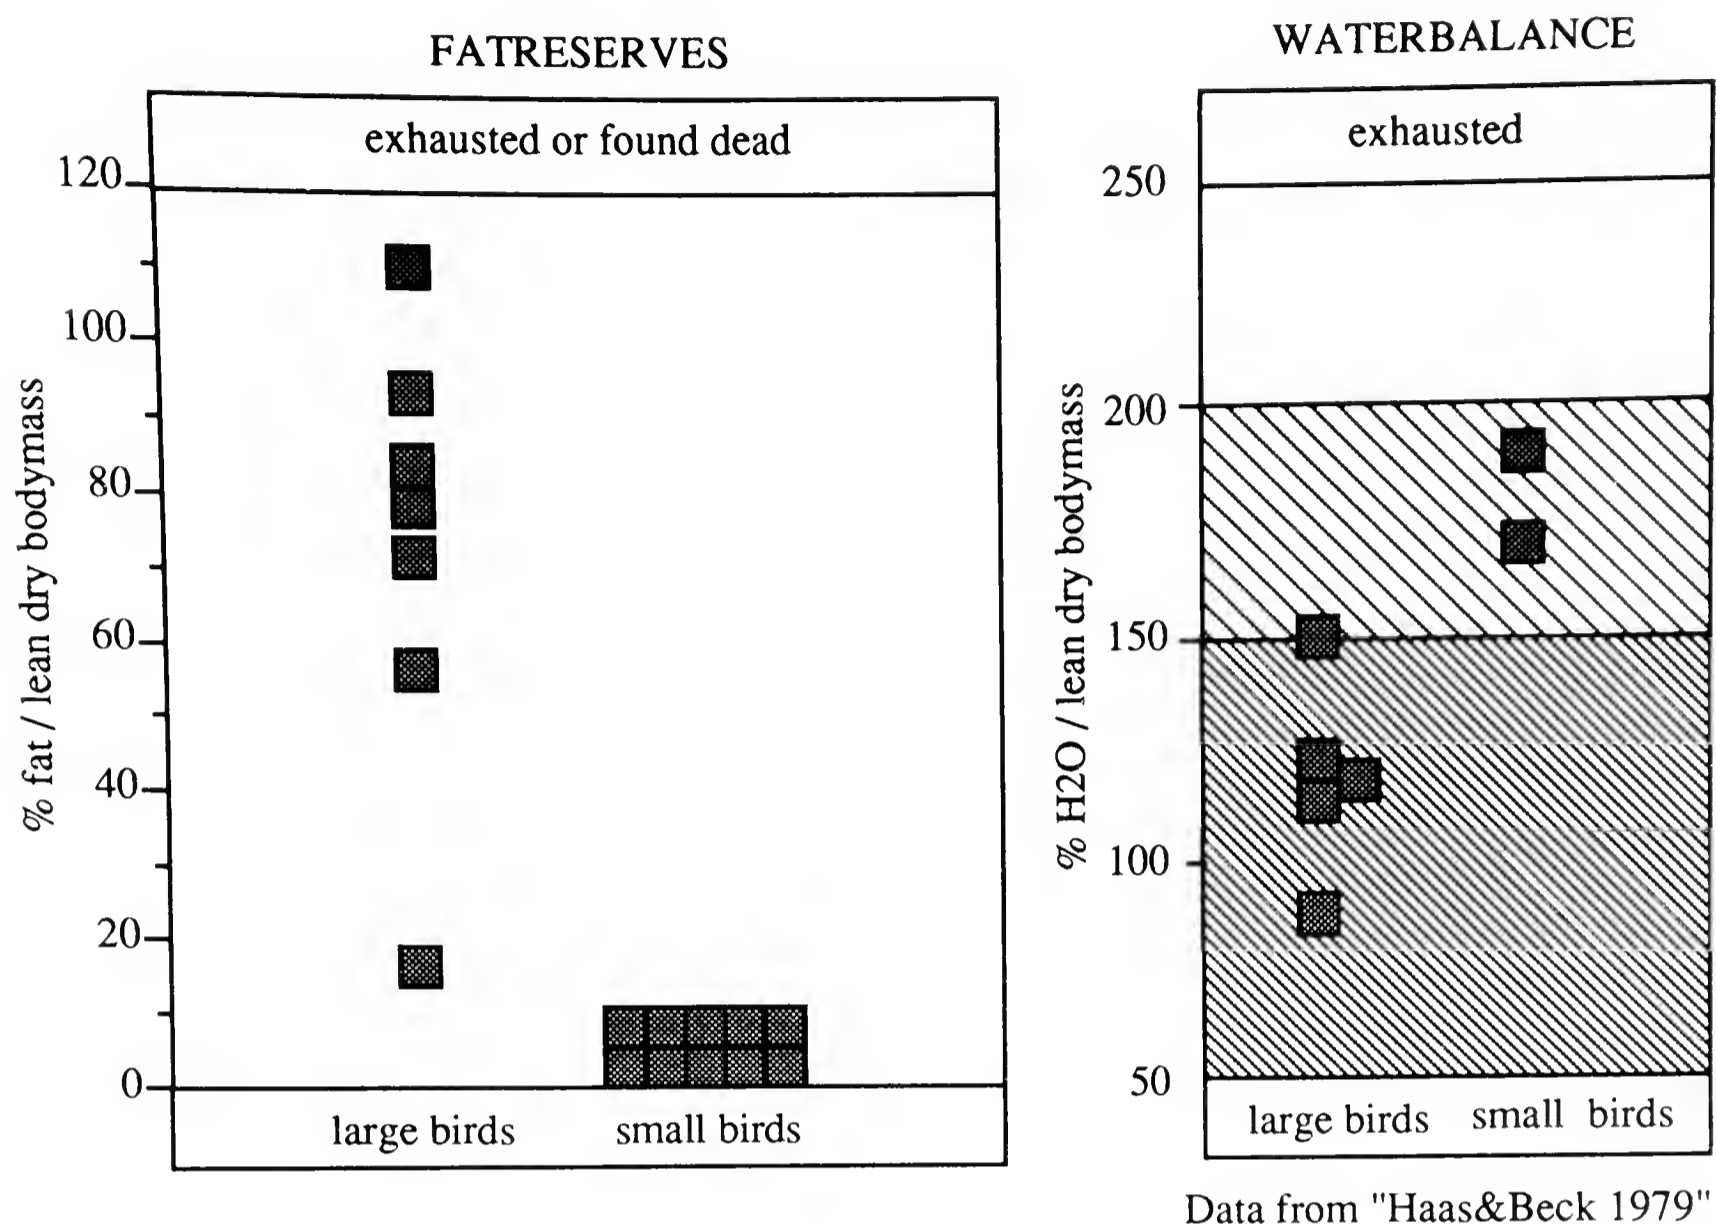 FATRESERVES
exhausted or found dead
120
100
80
60
40
20
0
% fat / lean dry bodymass
large birds
small birds
WATERBALANCE
exhausted
250
200
150
100
50
% H2O / lean dry bodymass
large birds
small birds
Data from "Haas&Beck 1979"